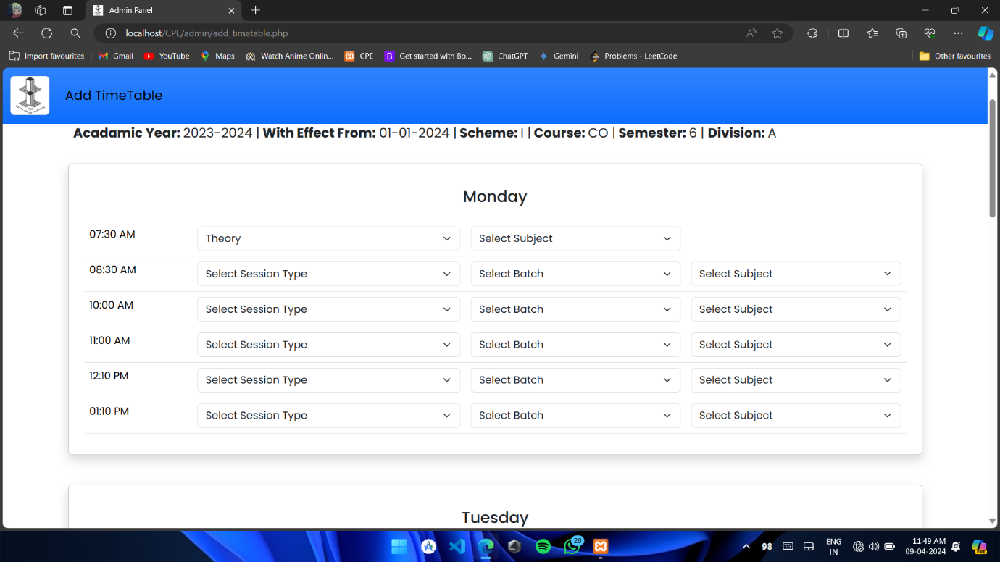 Admin Panel
localhost/CPE/admin/add_timetable.php
Import favourites Gmail YouTube Maps Watch Anime Onlin... CPE B Get started with Bo... ChatGPT Gemini Problems - LeetCode Other favourites
Add TimeTable
Acadamic Year: 2023-2024 | With Effect From: 01-01-2024 | Scheme: I | Course: CO | Semester: 6 | Division: A
Monday
07:30 AM Theory Select Subject
08:30 AM Select Session Type Select Batch Select Subject
10:00 AM Select Session Type Select Batch Select Subject
11:00 AM Select Session Type Select Batch Select Subject
12:10 PM Select Session Type Select Batch Select Subject
01:10 PM Select Session Type Select Batch Select Subject
Tuesday
20
98
ENG
IN
11:49 AM
09-04-2024
PRE